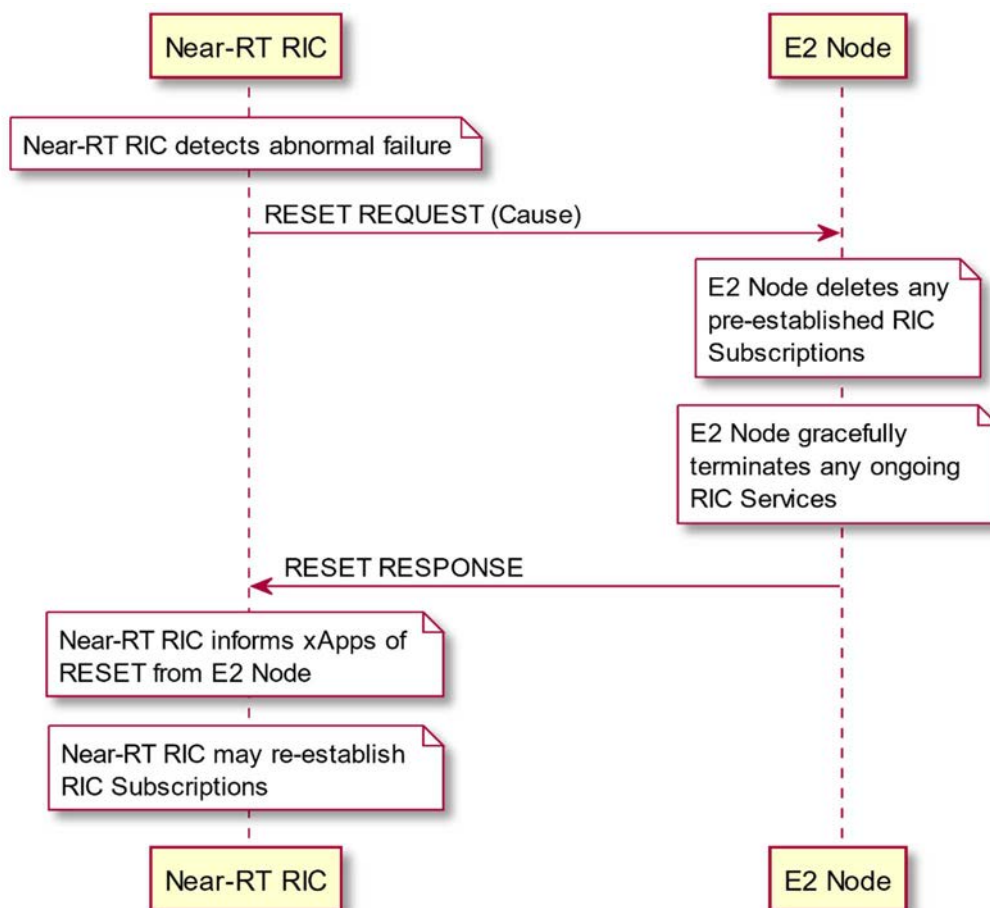 Near-RT RIC
E2 Node
Near-RT RIC detects abnormal failure
RESET REQUEST (Cause)
E2 Node deletes any
pre-established RIC
Subscriptions
E2 Node gracefully
terminates any ongoing
RIC Services
RESET RESPONSE
Near-RT RIC informs xApps of
RESET from E2 Node
Near-RT RIC may re-establish
RIC Subscriptions
Near-RT RIC
E2 Node